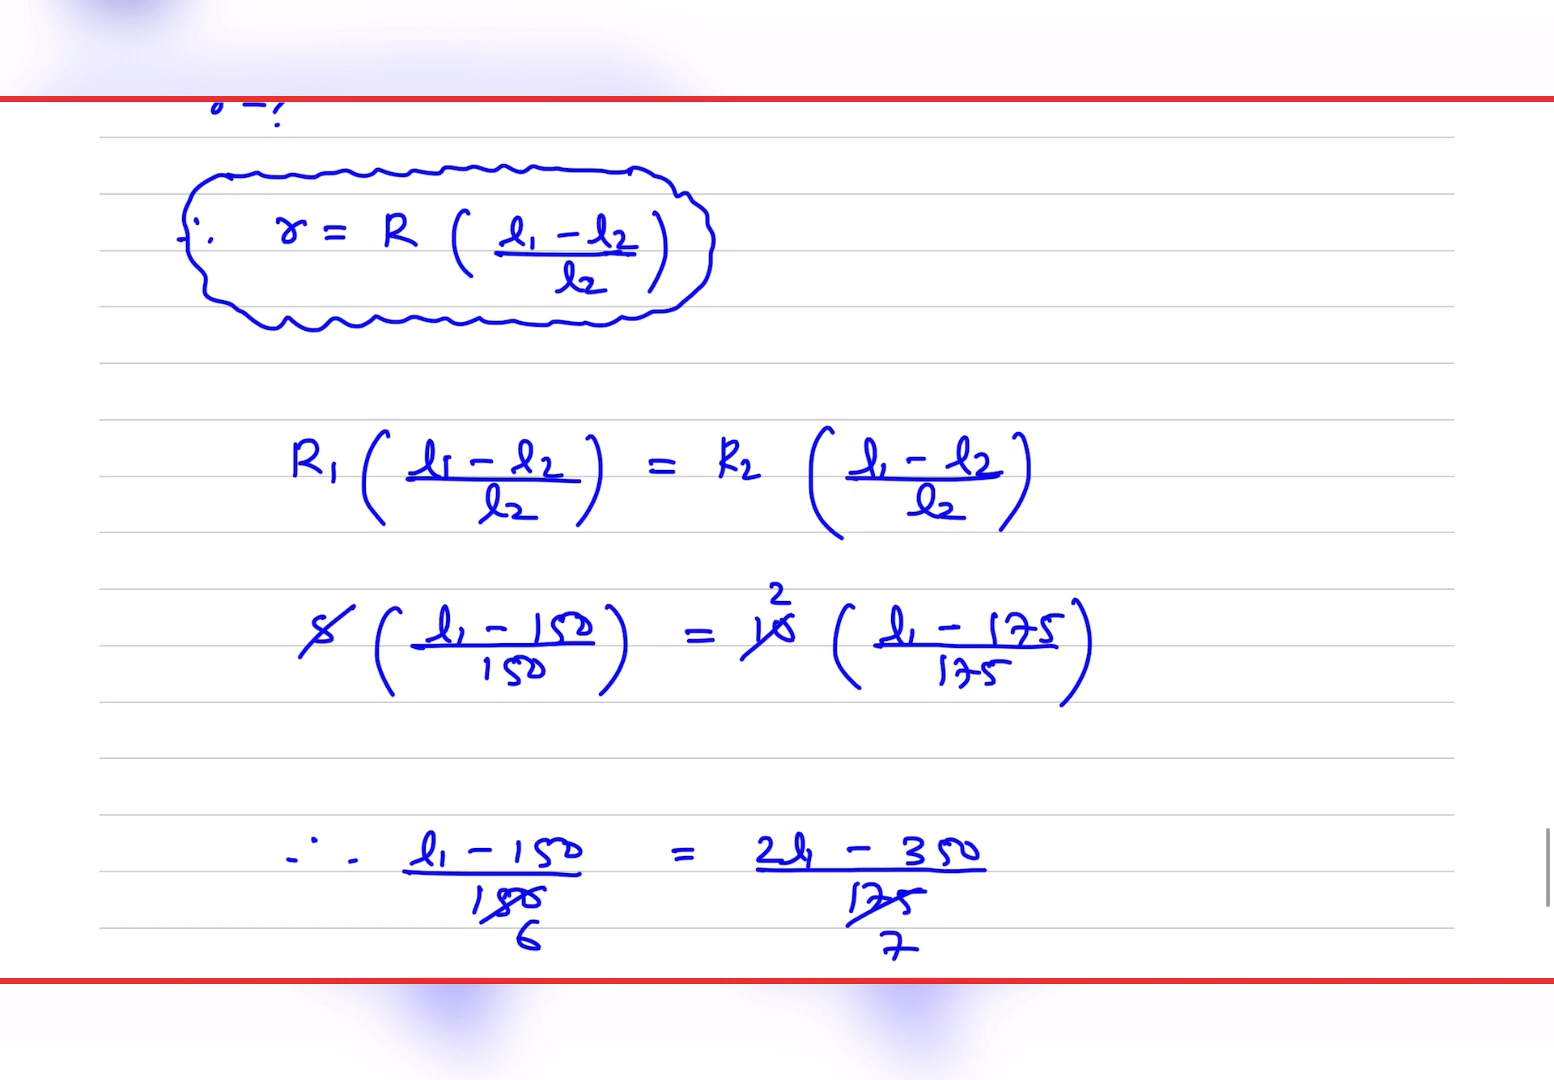 r = ?
∴ r = R ( l₁ - l₂ / l₂ )
R₁ ( l₁ - l₂ / l₂ ) = R₂ ( l₁ - l₂ / l₂ )
2
5 ( l₁ - 150 / 150 ) = 10 ( l₁ - 175 / 175 )
∴ l₁ - 150 / 150 = 2l₁ - 350 / 175
6 7